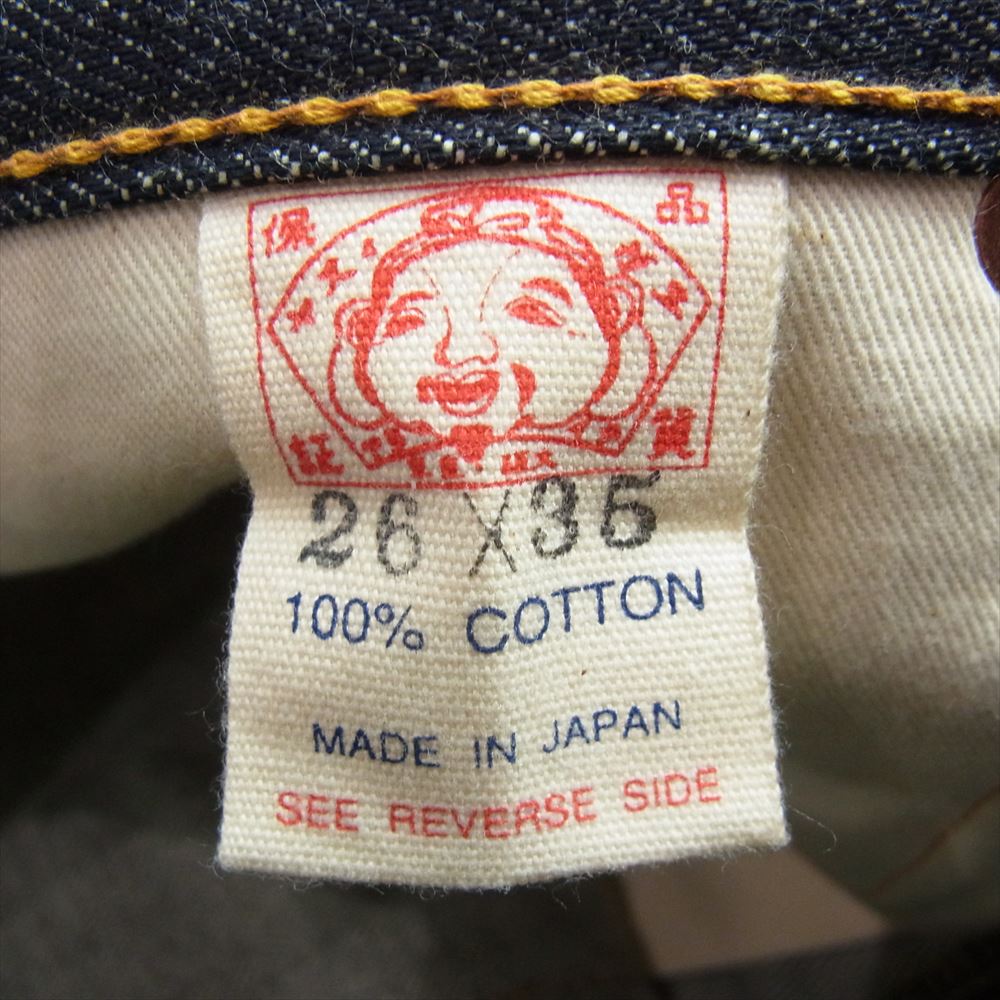 保 品
証 質
26 X 35
100% COTTON
MADE IN JAPAN
SEE REVERSE SIDE